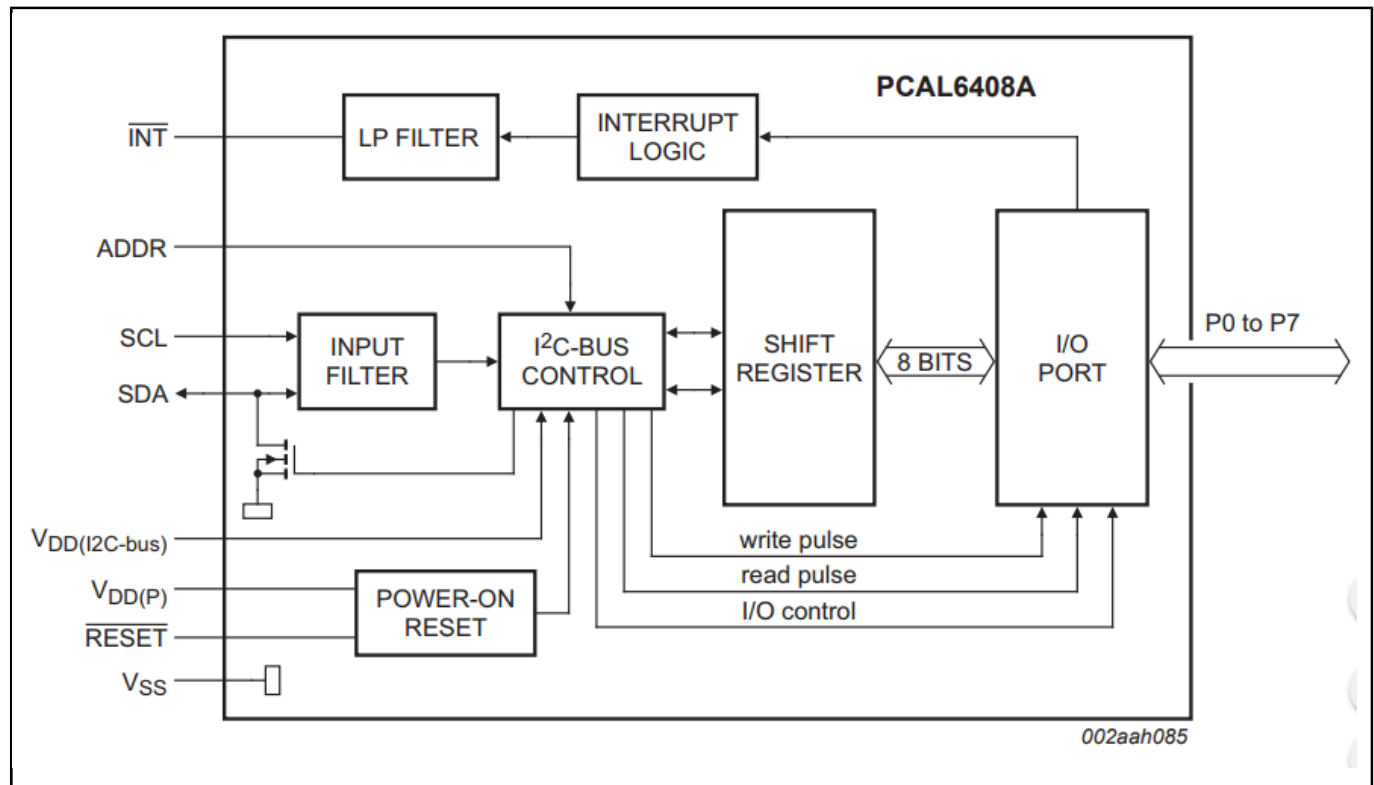 PCAL6408A
INT
LP FILTER
INTERRUPT
LOGIC
ADDR
SCL
SDA
INPUT
FILTER
I2C-BUS
CONTROL
SHIFT
REGISTER
8 BITS
I/O
PORT
P0 to P7
VDD(I2C-bus)
VDD(P)
RESET
VSS
POWER-ON
RESET
write pulse
read pulse
I/O control
002aah085